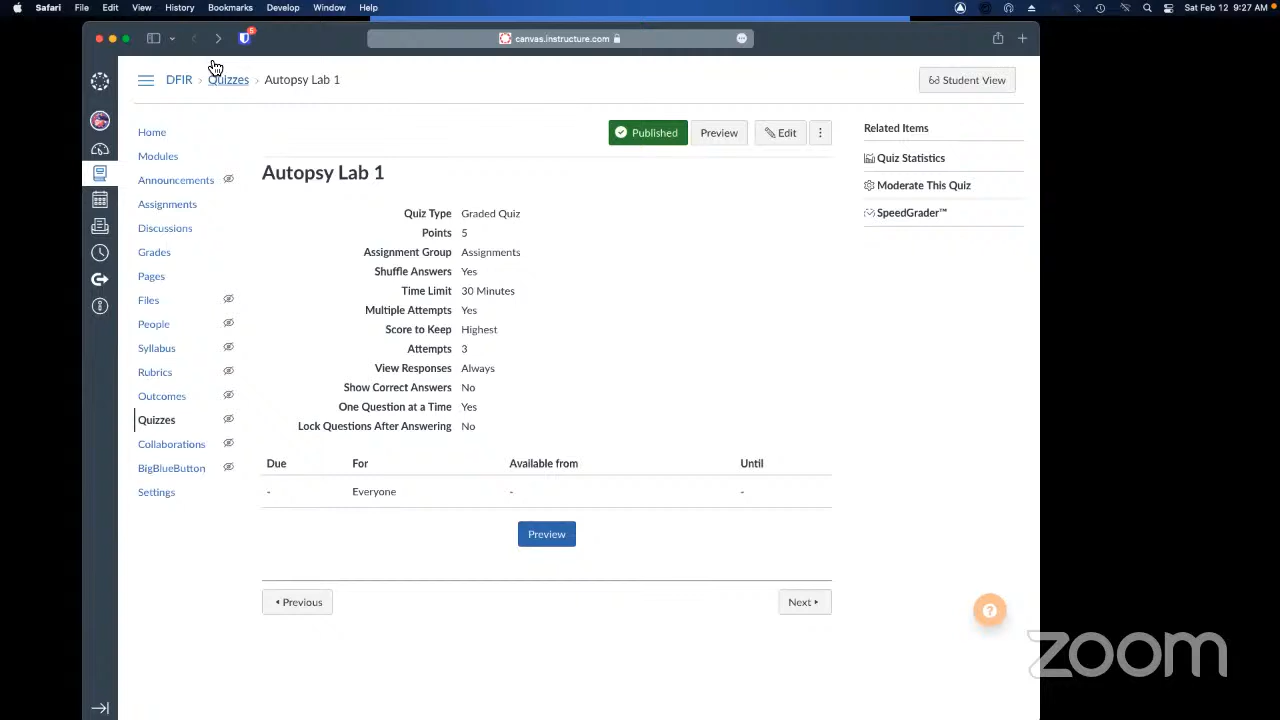 Safari File Edit View History Bookmarks Develop Window Help Sat Feb 12 9:27 AM
5
canvas.instructure.com
DFIR › Quizzes › Autopsy Lab 1
Student View
Home
Modules
Announcements
Assignments
Discussions
Grades
Pages
Files
People
Syllabus
Rubrics
Outcomes
Quizzes
Collaborations
BigBlueButton
Settings
Published Preview Edit
Autopsy Lab 1
Quiz Type Graded Quiz
Points 5
Assignment Group Assignments
Shuffle Answers Yes
Time Limit 30 Minutes
Multiple Attempts Yes
Score to Keep Highest
Attempts 3
View Responses Always
Show Correct Answers No
One Question at a Time Yes
Lock Questions After Answering No
Due For Available from Until
- Everyone - -
Preview
Previous Next
Related Items
Quiz Statistics
Moderate This Quiz
SpeedGrader™
?
zoom